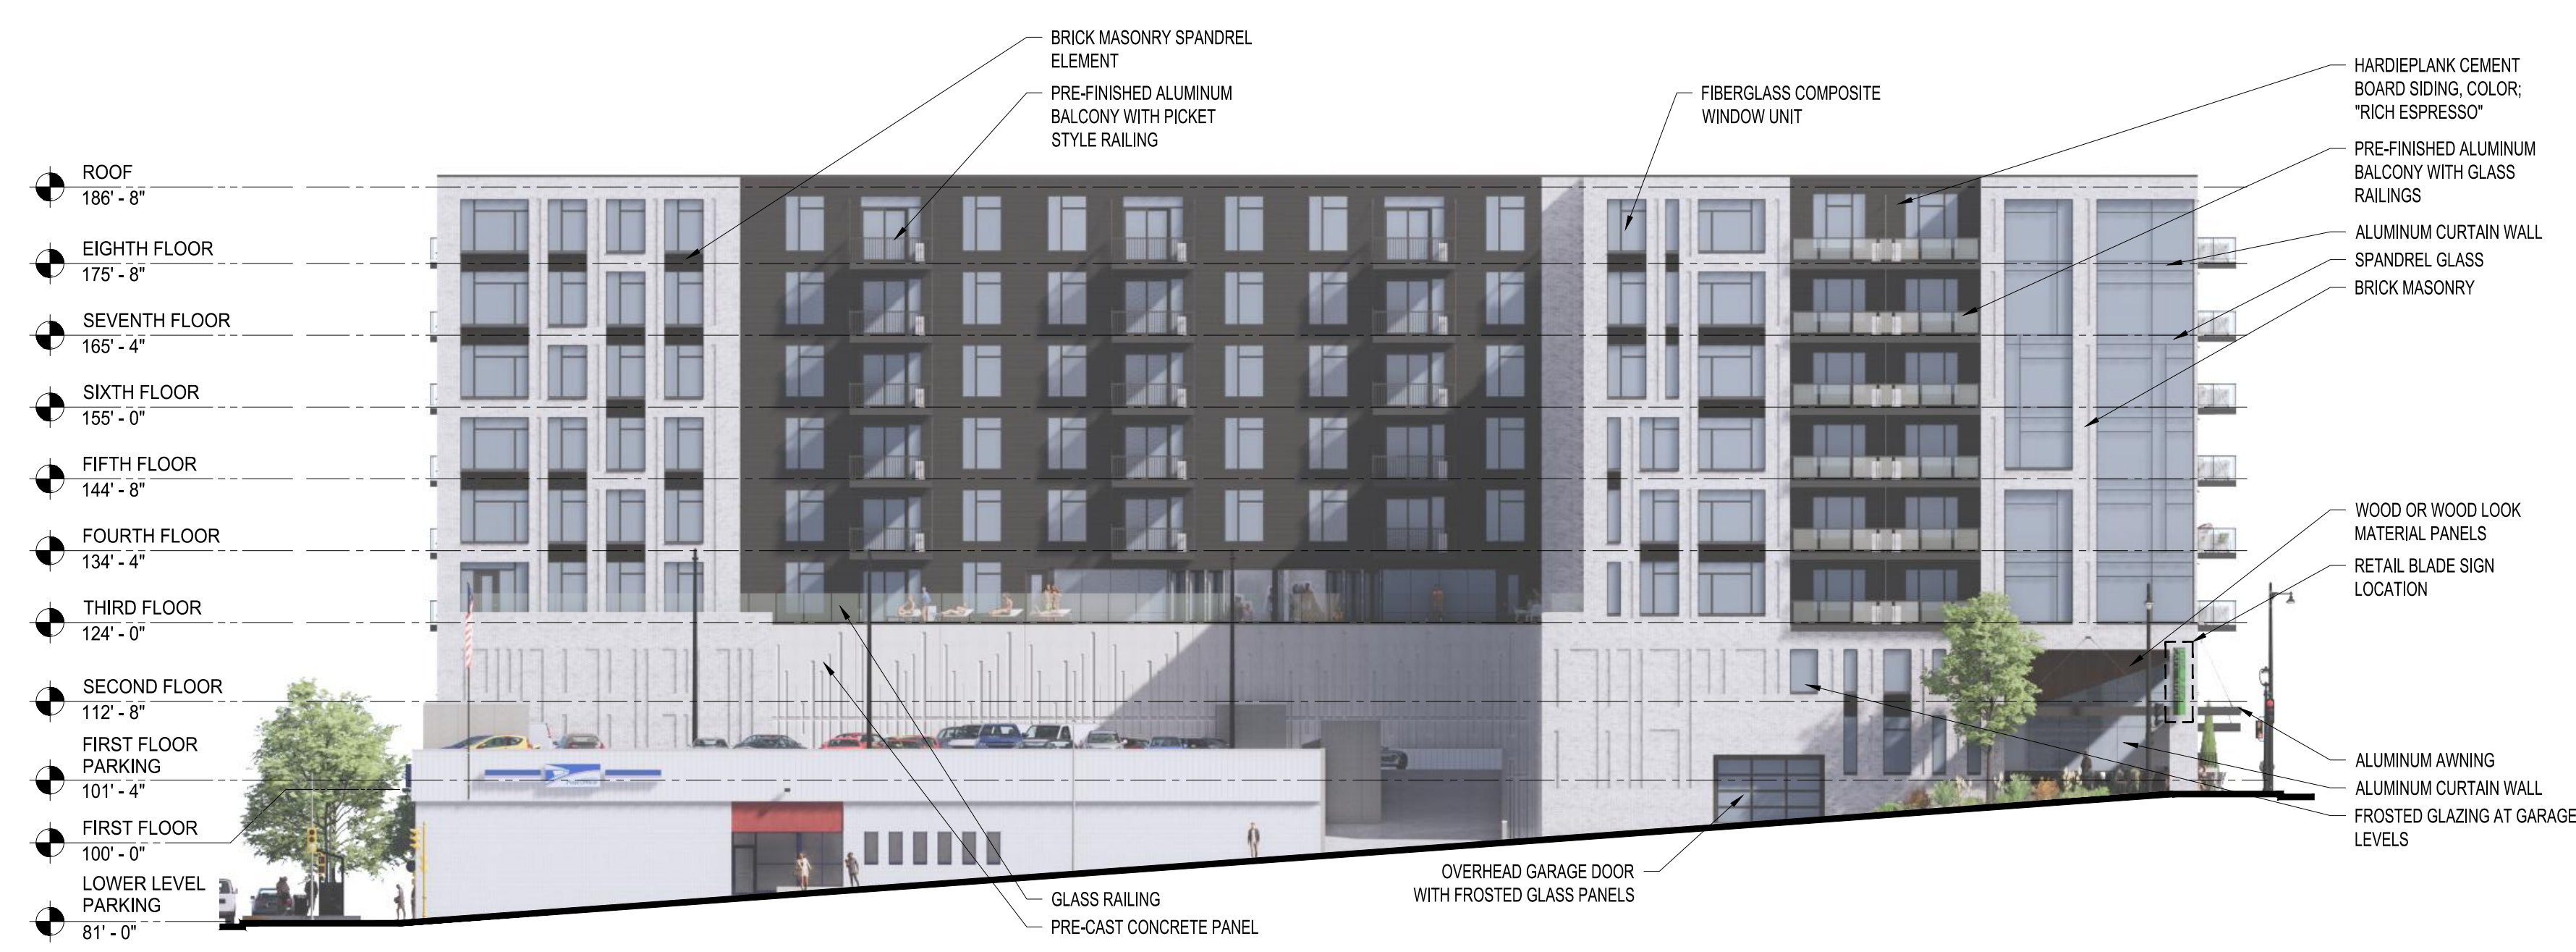 BRICK MASONRY SPANDREL
ELEMENT
PRE-FINISHED ALUMINUM
BALCONY WITH PICKET
STYLE RAILING
FIBERGLASS COMPOSITE
WINDOW UNIT
HARDIEPLANK CEMENT
BOARD SIDING, COLOR;
"RICH ESPRESSO"
PRE-FINISHED ALUMINUM
BALCONY WITH GLASS
RAILINGS
ALUMINUM CURTAIN WALL
SPANDREL GLASS
BRICK MASONRY
WOOD OR WOOD LOOK
MATERIAL PANELS
RETAIL BLADE SIGN
LOCATION
ALUMINUM AWNING
ALUMINUM CURTAIN WALL
FROSTED GLAZING AT GARAGE
LEVELS
ROOF
186' - 8"
EIGHTH FLOOR
175' - 8"
SEVENTH FLOOR
165' - 4"
SIXTH FLOOR
155' - 0"
FIFTH FLOOR
144' - 8"
FOURTH FLOOR
134' - 4"
THIRD FLOOR
124' - 0"
SECOND FLOOR
112' - 8"
FIRST FLOOR
PARKING
101' - 4"
FIRST FLOOR
100' - 0"
LOWER LEVEL
PARKING
81' - 0"
GLASS RAILING
PRE-CAST CONCRETE PANEL
OVERHEAD GARAGE DOOR
WITH FROSTED GLASS PANELS